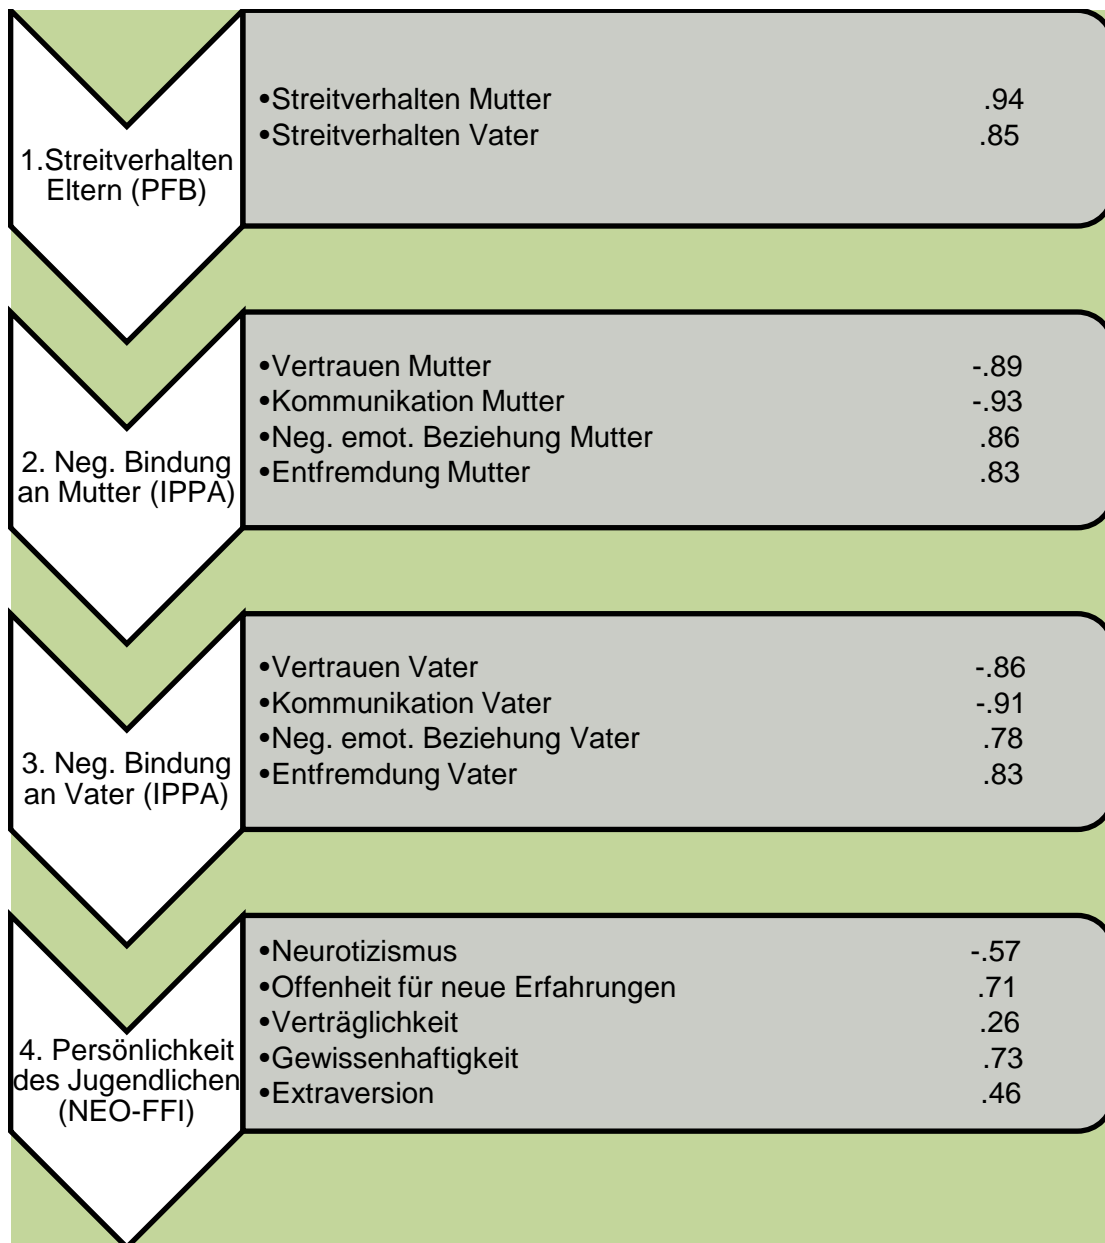 1.Streitverhalten
Eltern (PFB)
•Streitverhalten Mutter .94
•Streitverhalten Vater .85
2. Neg. Bindung
an Mutter (IPPA)
•Vertrauen Mutter -.89
•Kommunikation Mutter -.93
•Neg. emot. Beziehung Mutter .86
•Entfremdung Mutter .83
3. Neg. Bindung
an Vater (IPPA)
•Vertrauen Vater -.86
•Kommunikation Vater -.91
•Neg. emot. Beziehung Vater .78
•Entfremdung Vater .83
4. Persönlichkeit
des Jugendlichen
(NEO-FFI)
•Neurotizismus -.57
•Offenheit für neue Erfahrungen .71
•Verträglichkeit .26
•Gewissenhaftigkeit .73
•Extraversion .46